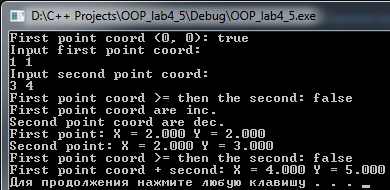 D:\C++ Projects\OOP_lab4_5\Debug\OOP_lab4_5.exe
First point coord (0, 0): true
Input first point coord:
1 1
Input second point coord:
3 4
First point coord >= then the second: false
First point coord are inc.
Second point coord are dec.
First point: X = 2.000 Y = 2.000
Second point: X = 2.000 Y = 3.000
First point coord >= then the second: false
First point coord + second: X = 4.000 Y = 5.000
Для продолжения нажмите любую клавишу . . .